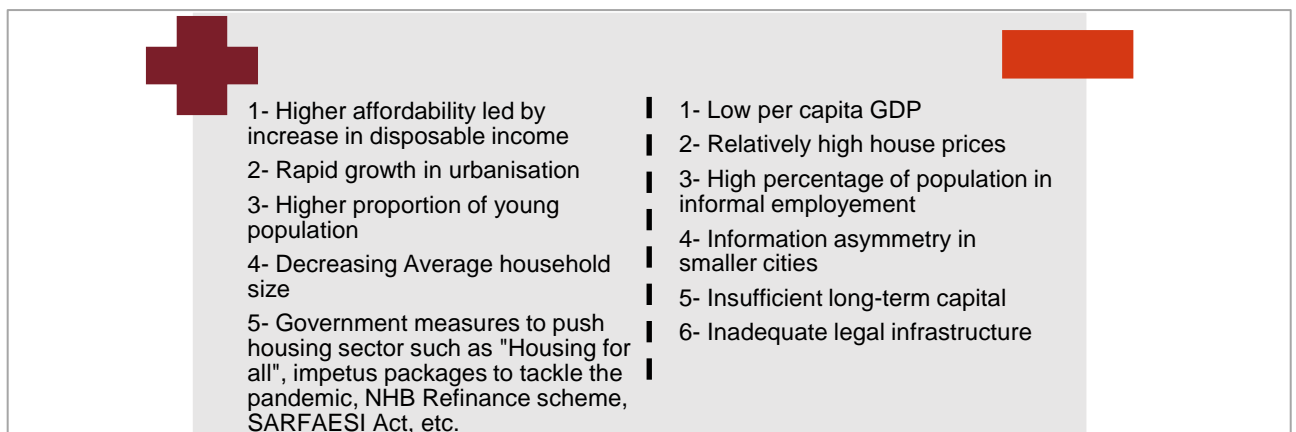 1- Higher affordability led by
increase in disposable income
2- Rapid growth in urbanisation
3- Higher proportion of young
population
4- Decreasing Average household
size
5- Government measures to push
housing sector such as "Housing for
all", impetus packages to tackle the
pandemic, NHB Refinance scheme,
SARFAESI Act, etc.
1- Low per capita GDP
2- Relatively high house prices
3- High percentage of population in
informal employement
4- Information asymmetry in
smaller cities
5- Insufficient long-term capital
6- Inadequate legal infrastructure